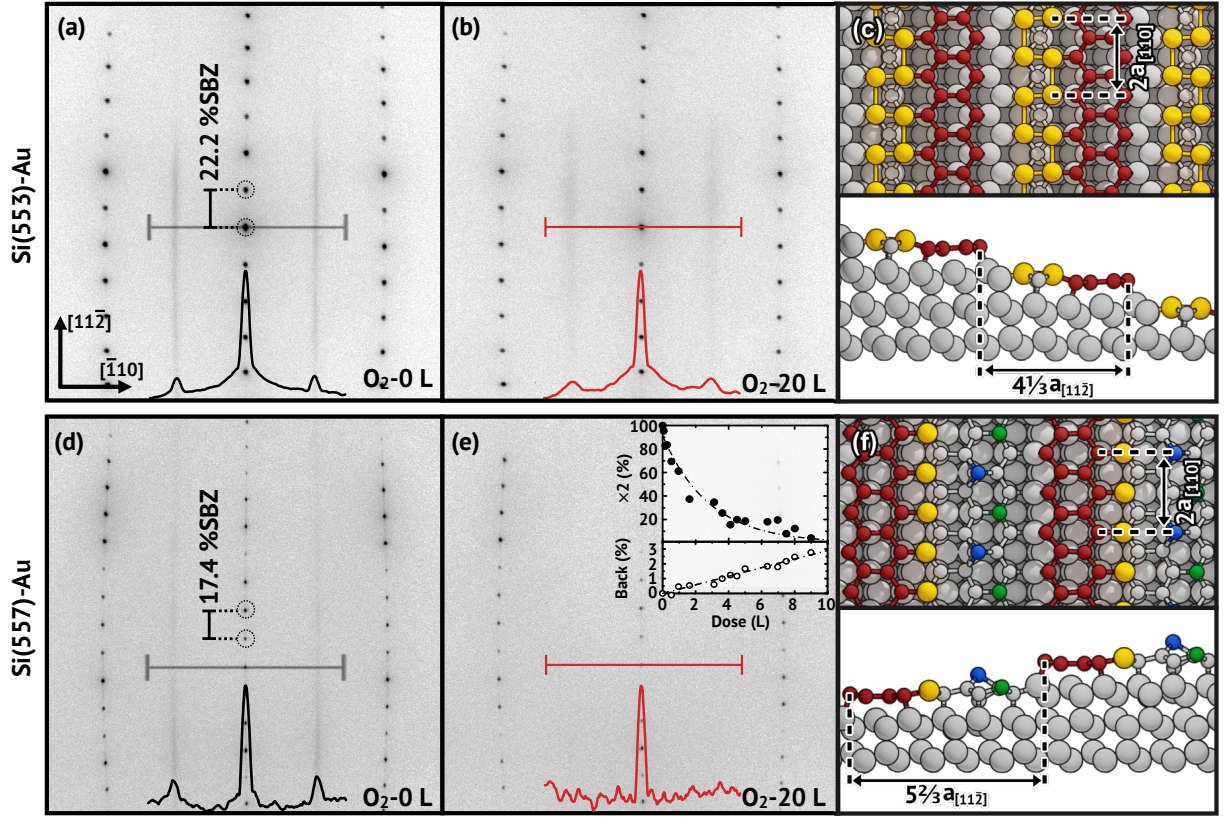 Si(553)-Au
(a)
22.2 %SBZ
[112̅]
[1̅10]
O₂-0 L
(b)
O₂-20 L
(c)
2a[110]
4⅓a[112̅]
Si(557)-Au
(d)
17.4 %SBZ
O₂-0 L
(e)
100
80
60
40
20
×2 (%)
3
2
1
0
Back (%)
0 2 4 6 8 10
Dose (L)
O₂-20 L
(f)
2a[110]
5⅔a[112̅]